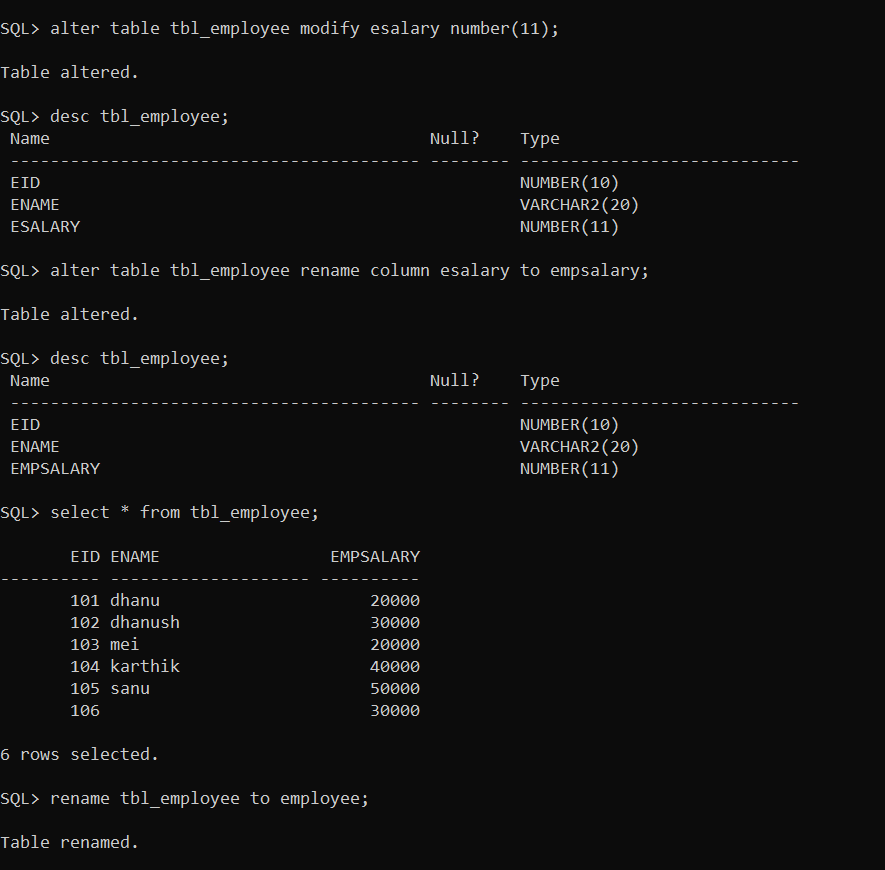 SQL> alter table tbl_employee modify esalary number(11);
Table altered.
SQL> desc tbl_employee;
 Name                                      Null?    Type
 ----------------------------------------- -------- ----------------------------
 EID                                                NUMBER(10)
 ENAME                                              VARCHAR2(20)
 ESALARY                                            NUMBER(11)
SQL> alter table tbl_employee rename column esalary to empsalary;
Table altered.
SQL> desc tbl_employee;
 Name                                      Null?    Type
 ----------------------------------------- -------- ----------------------------
 EID                                                NUMBER(10)
 ENAME                                              VARCHAR2(20)
 EMPSALARY                                          NUMBER(11)
SQL> select * from tbl_employee;
       EID ENAME                 EMPSALARY
---------- -------------------- ----------
       101 dhanu                     20000
       102 dhanush                   30000
       103 mei                       20000
       104 karthik                   40000
       105 sanu                      50000
       106                           30000
6 rows selected.
SQL> rename tbl_employee to employee;
Table renamed.